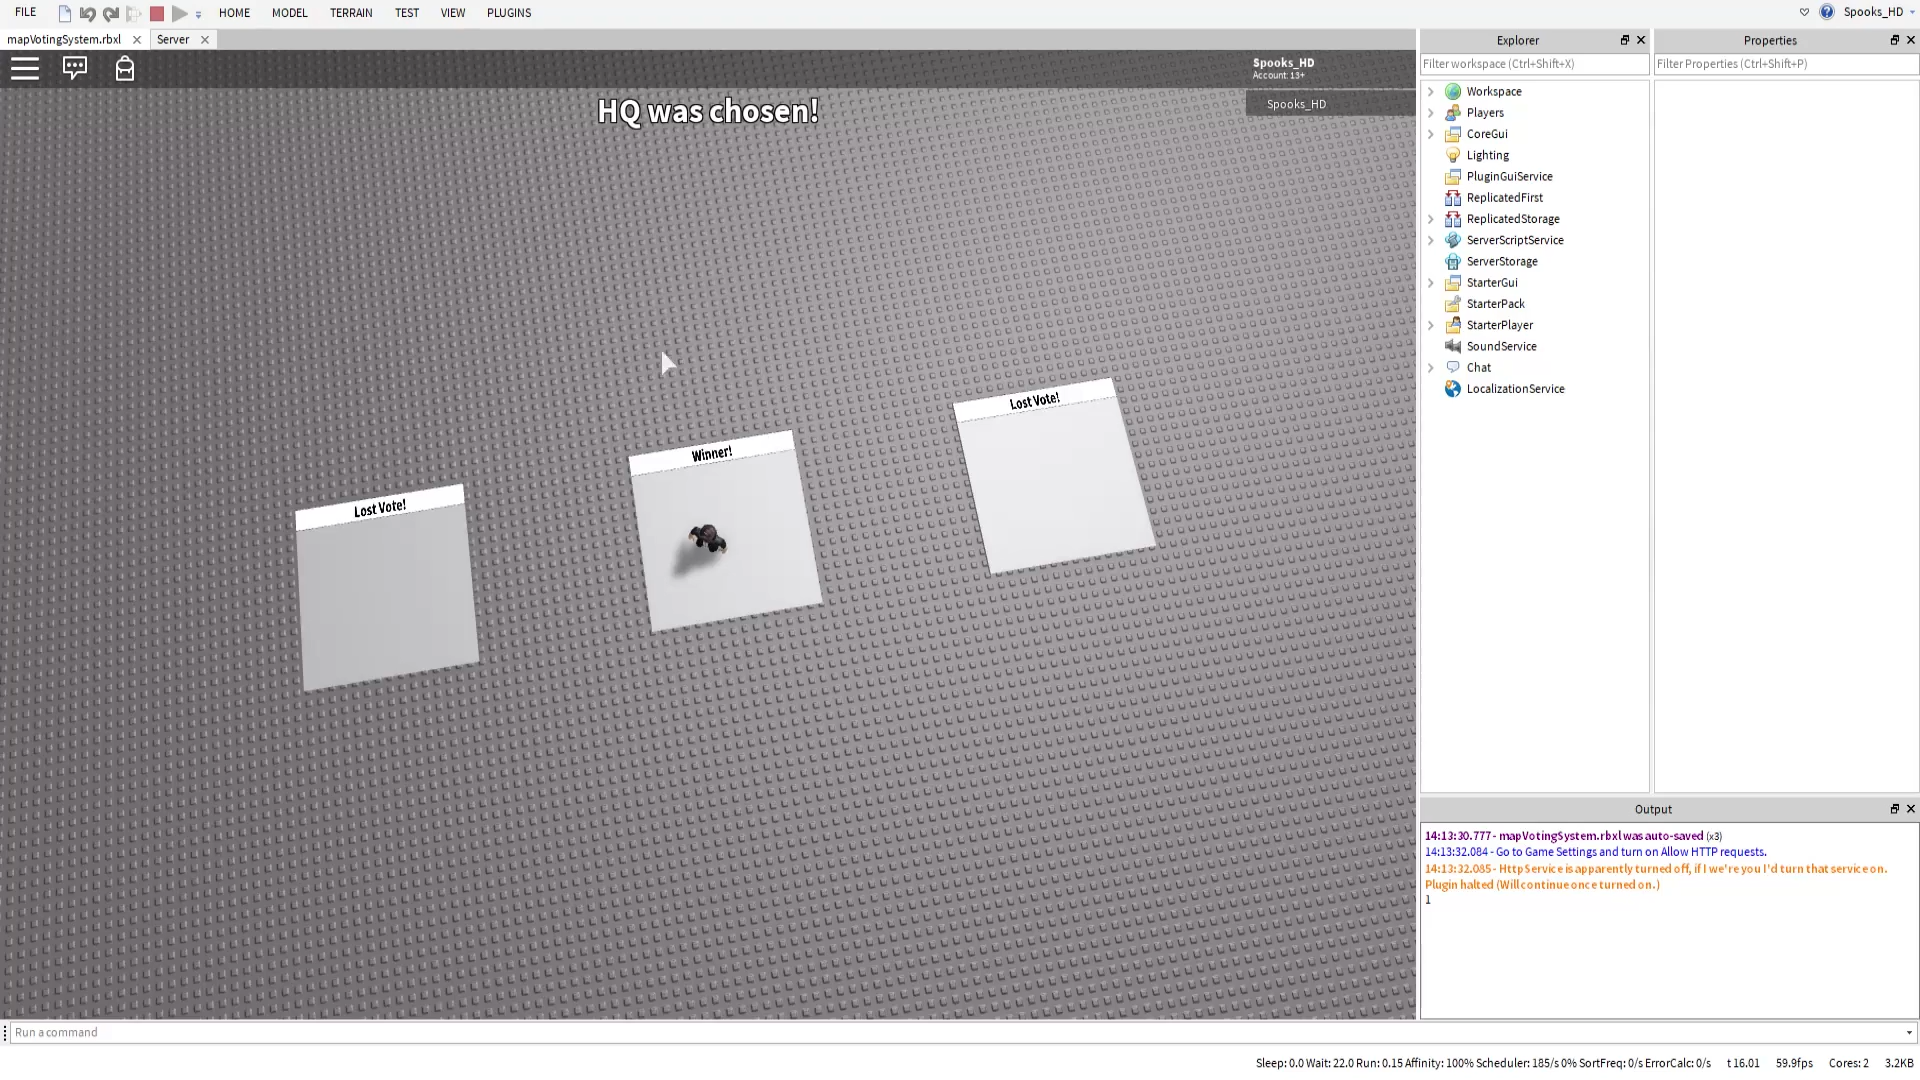 FILE
HOME
MODEL
TERRAIN
TEST
VIEW
PLUGINS
Spooks_HD
mapVotingSystem.rbxl
Server
Explorer
Properties
Spooks_HD
Account: 13+
Filter workspace (Ctrl+Shift+X)
Filter Properties (Ctrl+Shift+P)
Spooks_HD
HQ was chosen!
Workspace
Players
CoreGui
Lighting
PluginGuiService
ReplicatedFirst
ReplicatedStorage
ServerScriptService
ServerStorage
StarterGui
StarterPack
StarterPlayer
SoundService
Chat
LocalizationService
Lost Vote!
Winner!
Lost Vote!
Output
14:13:30.777 - mapVotingSystem.rbxl was auto-saved (x3)
14:13:32.084 - Go to Game Settings and turn on Allow HTTP requests.
14:13:32.085 - HttpService is apparently turned off, if I we're you I'd turn that service on.
Plugin halted (Will continue once turned on.)
1
Run a command
Sleep: 0.0 Wait: 22.0 Run: 0.15 Affinity: 100% Scheduler: 185/s 0% SortFreq: 0/s ErrorCalc: 0/s t 16.01 59.9fps Cores: 2 3.2KB